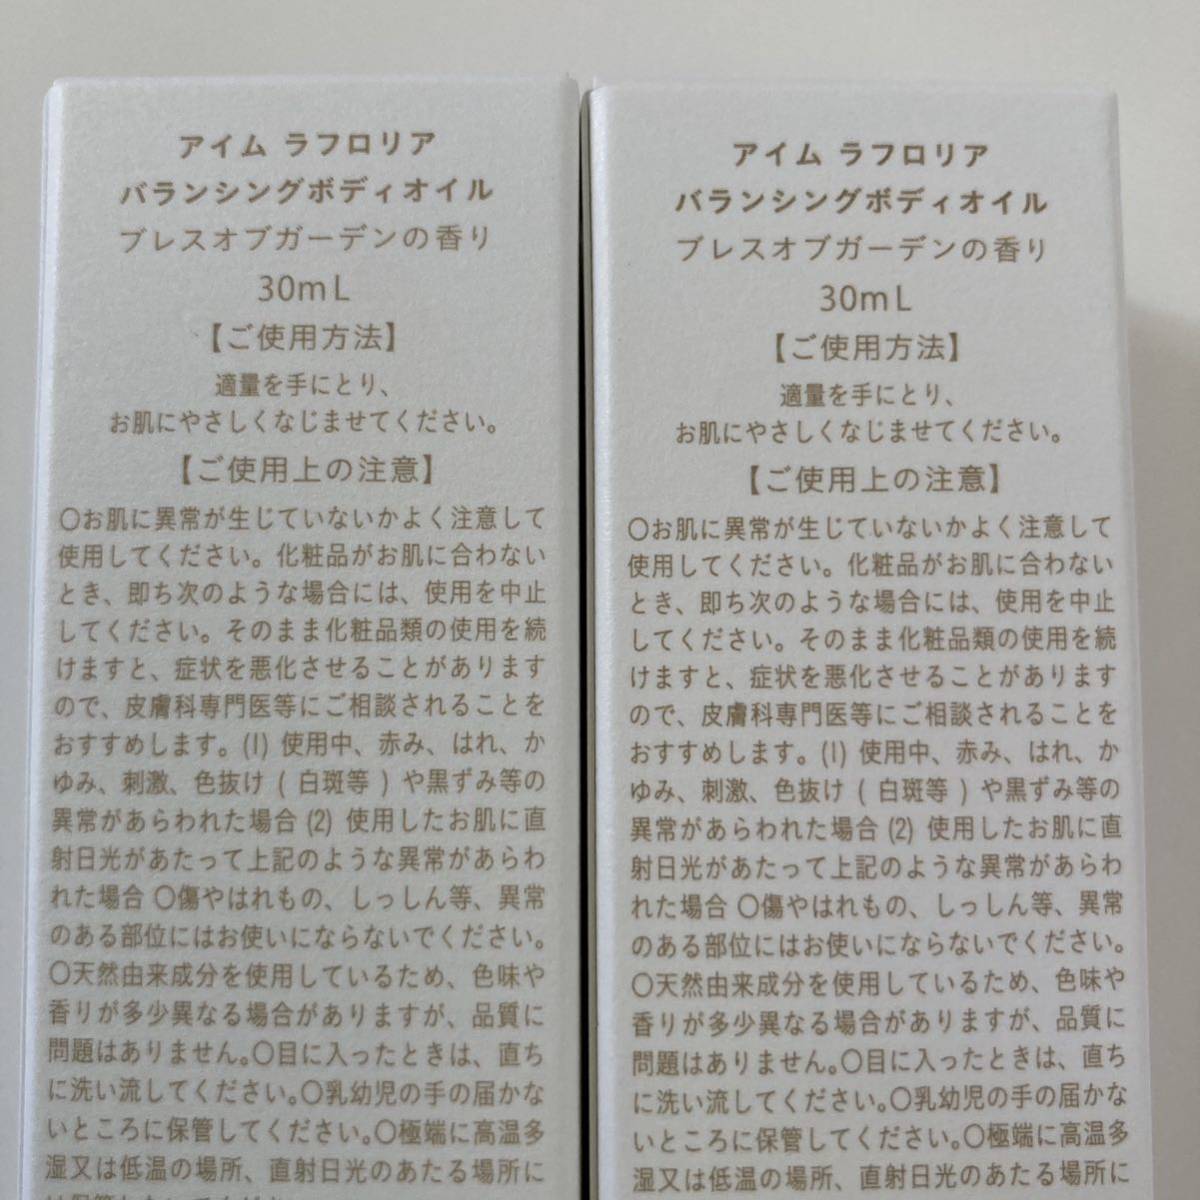 アイム ラフロリア
バランシングボディオイル
ブレスオブガーデンの香り
30mL
【ご使用方法】
適量を手にとり、
お肌にやさしくなじませてください。
【ご使用上の注意】
〇お肌に異常が生じていないかよく注意して
使用してください。化粧品がお肌に合わない
とき、即ち次のような場合には、使用を中止
してください。そのまま化粧品類の使用を続
けますと、症状を悪化させることがあります
ので、皮膚科専門医等にご相談されることを
おすすめします。(1) 使用中、赤み、はれ、か
ゆみ、刺激、色抜け ( 白斑等 ) や黒ずみ等の
異常があらわれた場合 (2) 使用したお肌に直
射日光があたって上記のような異常があらわ
れた場合 〇傷やはれもの、しっしん等、異常
のある部位にはお使いにならないでください。
〇天然由来成分を使用しているため、色味や
香りが多少異なる場合がありますが、品質に
問題はありません。〇目に入ったときは、直ち
に洗い流してください。〇乳幼児の手の届かな
いところに保管してください。〇極端に高温多
湿又は低温の場所、直射日光のあたる場所に
アイム ラフロリア
バランシングボディオイル
ブレスオブガーデンの香り
30mL
【ご使用方法】
適量を手にとり、
お肌にやさしくなじませてください。
【ご使用上の注意】
〇お肌に異常が生じていないかよく注意して
使用してください。化粧品がお肌に合わない
とき、即ち次のような場合には、使用を中止
してください。そのまま化粧品類の使用を続
けますと、症状を悪化させることがあります
ので、皮膚科専門医等にご相談されることを
おすすめします。(1) 使用中、赤み、はれ、か
ゆみ、刺激、色抜け ( 白斑等 ) や黒ずみ等の
異常があらわれた場合 (2) 使用したお肌に直
射日光があたって上記のような異常があらわ
れた場合 〇傷やはれもの、しっしん等、異常
のある部位にはお使いにならないでください。
〇天然由来成分を使用しているため、色味や
香りが多少異なる場合がありますが、品質に
問題はありません。〇目に入ったときは、直ち
に洗い流してください。〇乳幼児の手の届かな
いところに保管してください。〇極端に高温多
湿又は低温の場所、直射日光のあたる場所に